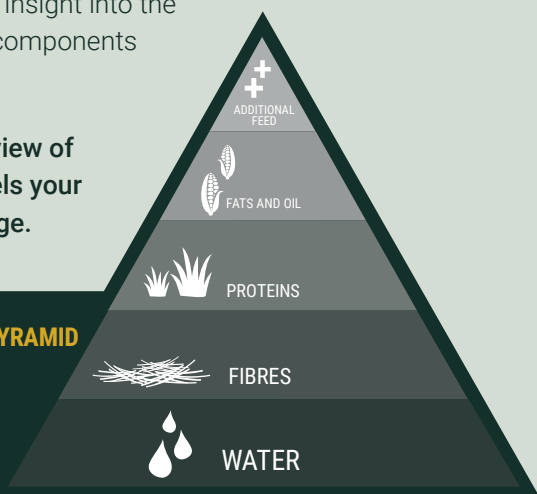 insight into the
components
view of
els your
ge.
YRAMID
ADDITIONAL
FEED
FATS AND OIL
PROTEINS
FIBRES
WATER